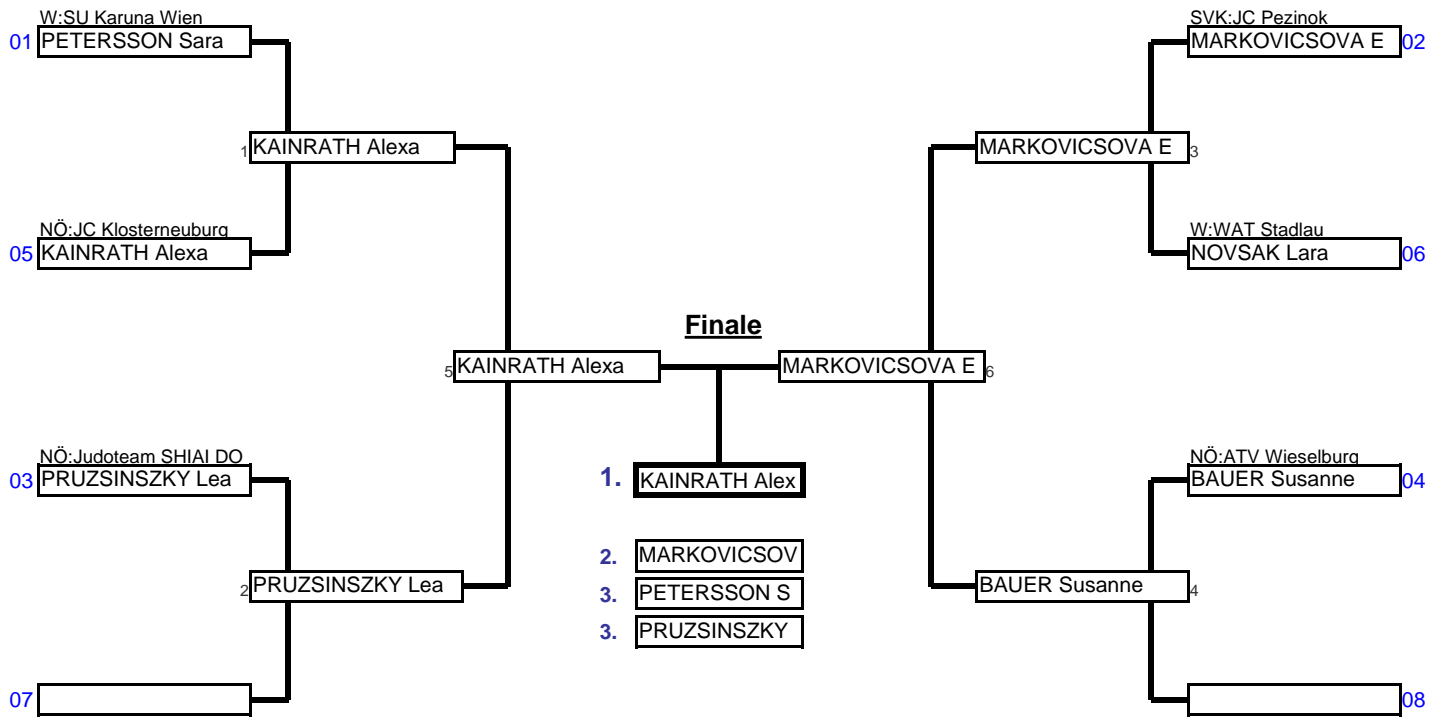 W:SU Karuna Wien
01 PETERSSON Sara
1 KAINRATH Alexa
NÖ:JC Klosterneuburg
05 KAINRATH Alexa
5 KAINRATH Alexa
NÖ:Judoteam SHIAI DO
03 PRUZSINSZKY Lea
2 PRUZSINSZKY Lea
07
Finale
1. KAINRATH Alex
2. MARKOVICSOV
3. PETERSSON S
3. PRUZSINSZKY
SVK:JC Pezinok
MARKOVICSOVA E 02
MARKOVICSOVA E 3
W:WAT Stadlau
NOVSAK Lara 06
MARKOVICSOVA E 6
NÖ:ATV Wieselburg
BAUER Susanne 04
BAUER Susanne 4
08